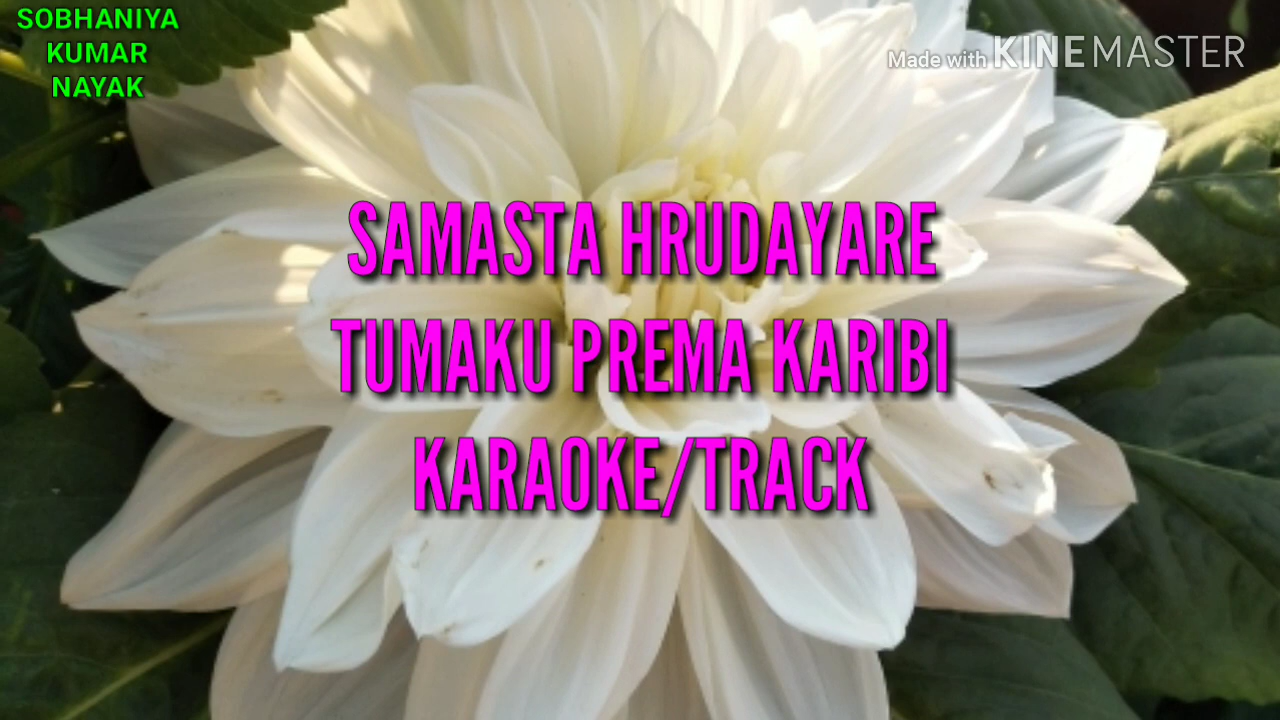 SOBHANIYA
KUMAR
NAYAK
Made with KINEMASTER
SAMASTA HRUDAYARE
TUMAKU PREMA KARIBI
KARAOKE/TRACK